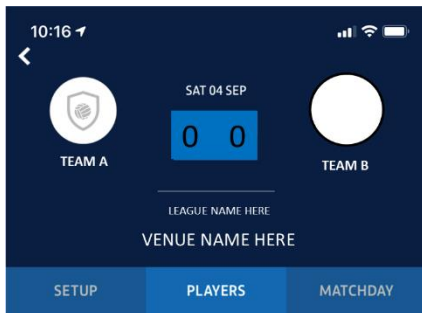 10:16
SAT 04 SEP
0 0
TEAM A
TEAM B
LEAGUE NAME HERE
VENUE NAME HERE
SETUP PLAYERS MATCHDAY